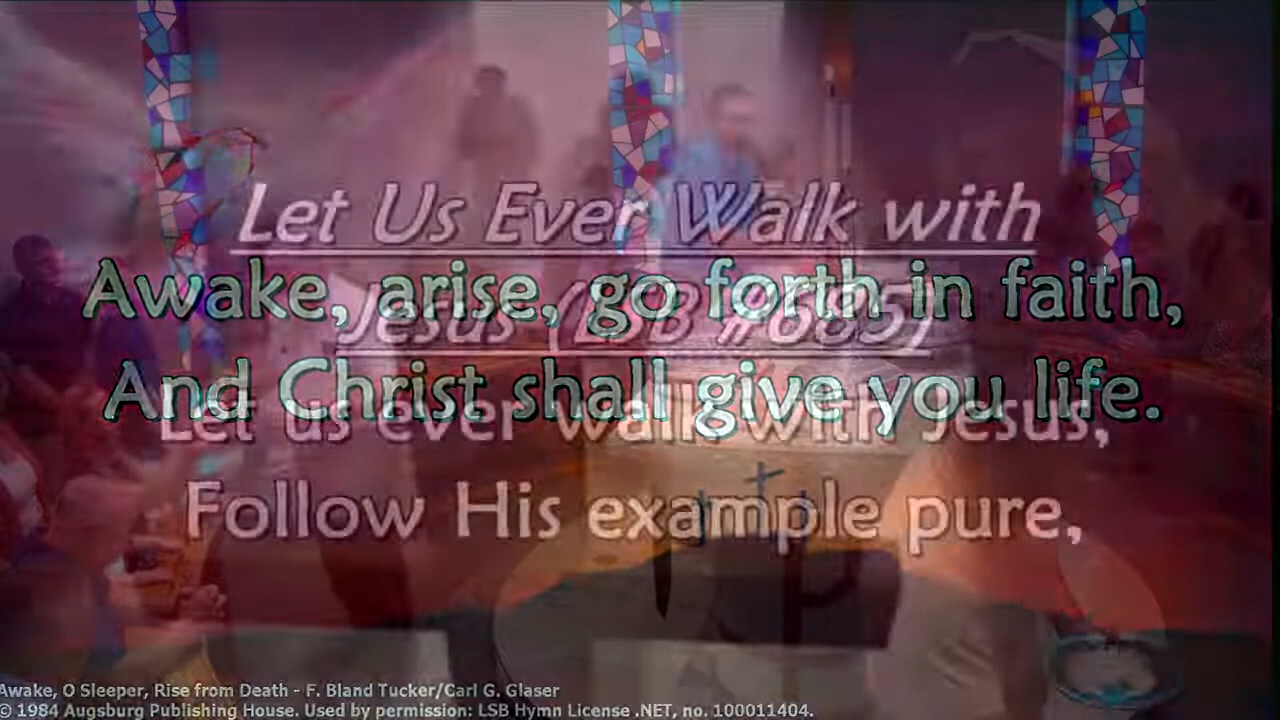 Let Us Ever Walk with
Awake, arise, go forth in faith,
Jesus (LSB #685)
And Christ shall give you life.
Let us ever walk with Jesus,
Follow His example pure,
Awake, O Sleeper, Rise from Death - F. Bland Tucker/Carl G. Glaser
© 1984 Augsburg Publishing House. Used by permission: LSB Hymn License .NET, no. 100011404.